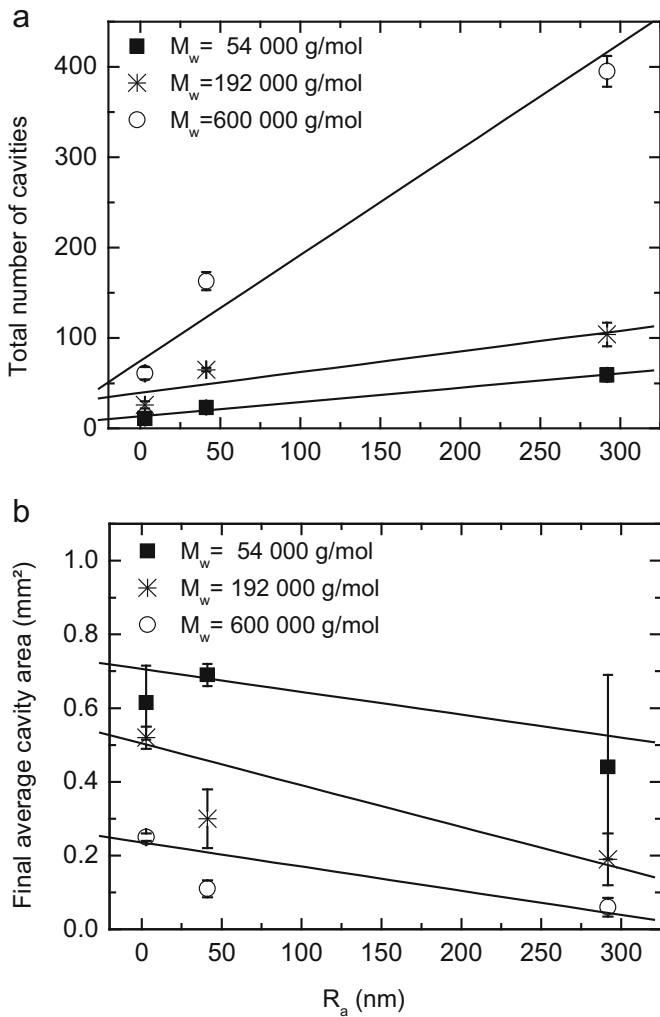 a
M_w= 54 000 g/mol
M_w=192 000 g/mol
M_w=600 000 g/mol
400
300
200
100
0
Total number of cavities
0 50 100 150 200 250 300
b
M_w= 54 000 g/mol
M_w= 192 000 g/mol
M_w= 600 000 g/mol
1.0
0.8
0.6
0.4
0.2
0.0
Final average cavity area (mm²)
0 50 100 150 200 250 300
R_a (nm)